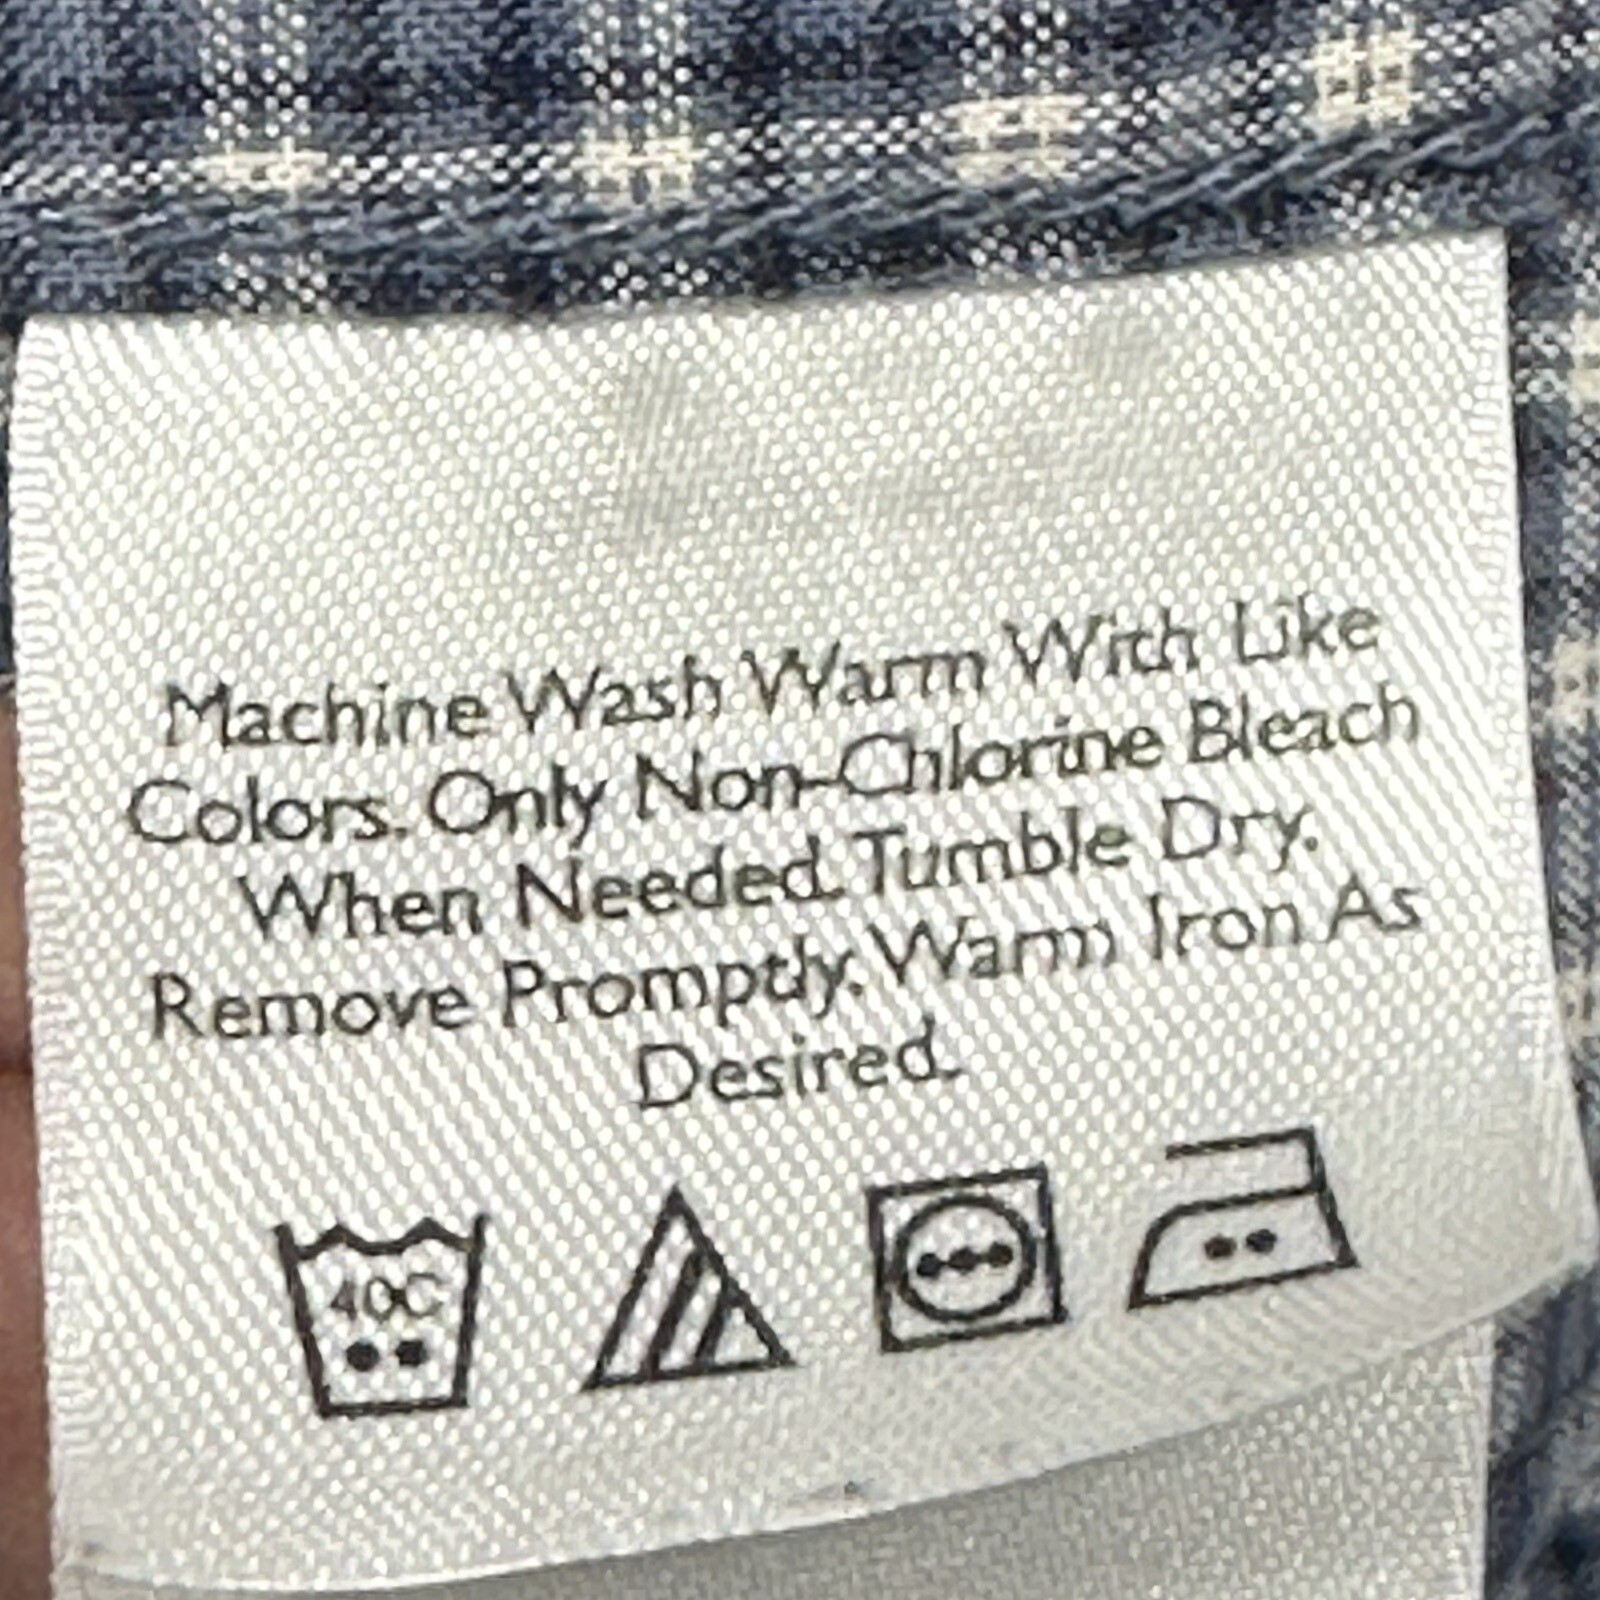 Machine Wash Warm With Like
Colors. Only Non-Chlorine Bleach
When Needed. Tumble Dry.
Remove Promptly. Warm Iron As
Desired.
40C